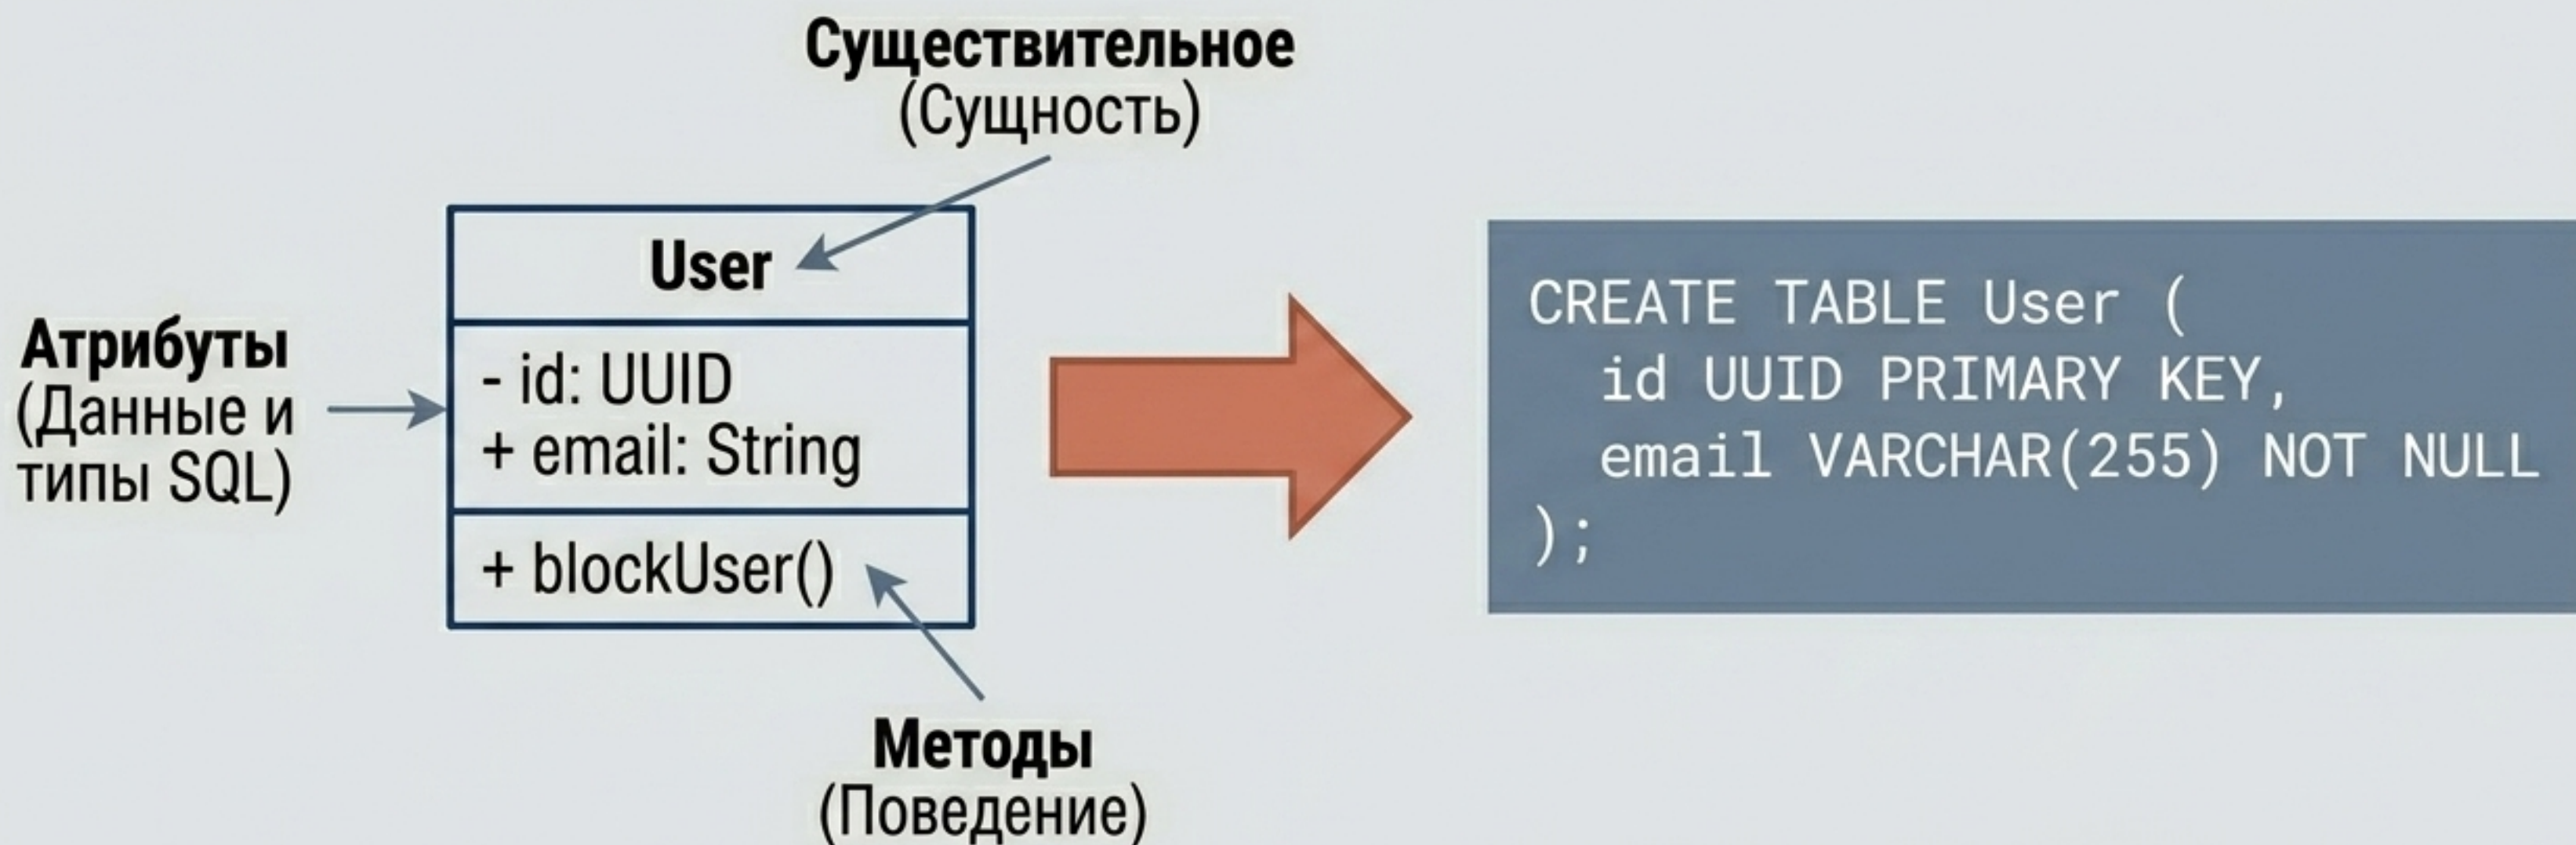 Существительное
(Сущность)
Атрибуты
(Данные и
типы SQL)
User
- id: UUID
+ email: String
+ blockUser()
Методы
(Поведение)
CREATE TABLE User (
  id UUID PRIMARY KEY,
  email VARCHAR(255) NOT NULL
);